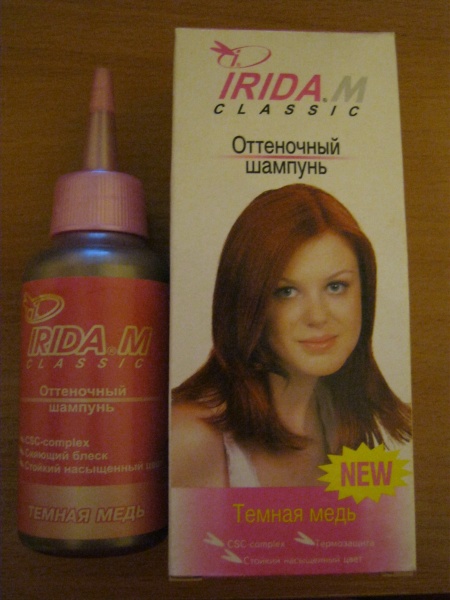 IRIDA.M
CLASSIC
Оттеночный
шампунь
CSC-complex
Сияющий блеск
Стойкий насыщенный цвет
ТЕМНАЯ МЕДЬ
i.
IRIDA.M
CLASSIC
Оттеночный
шампунь
NEW
Темная медь
CSC-complex
Термозащита
Стойкий насыщенный цвет